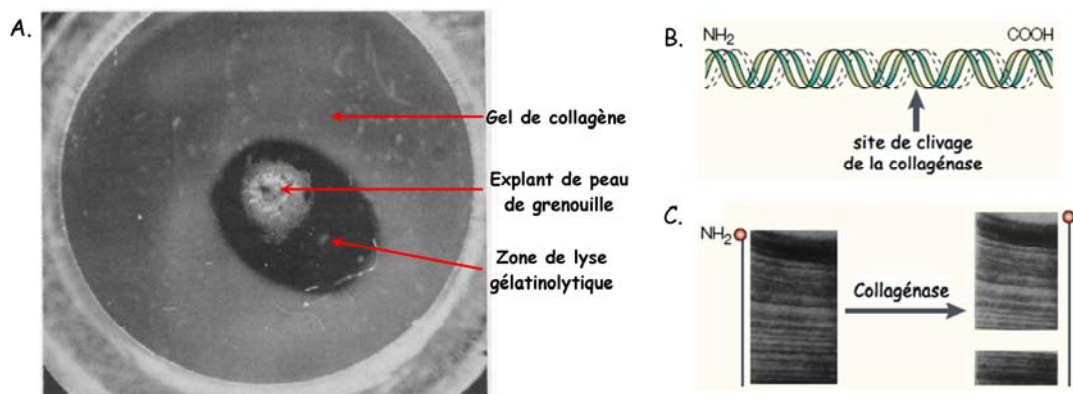 A.
Gel de collagène
Explant de peau
de grenouille
Zone de lyse
gélatinolytique
B.
NH2
COOH
site de clivage
de la collagénase
C.
NH2
Collagénase